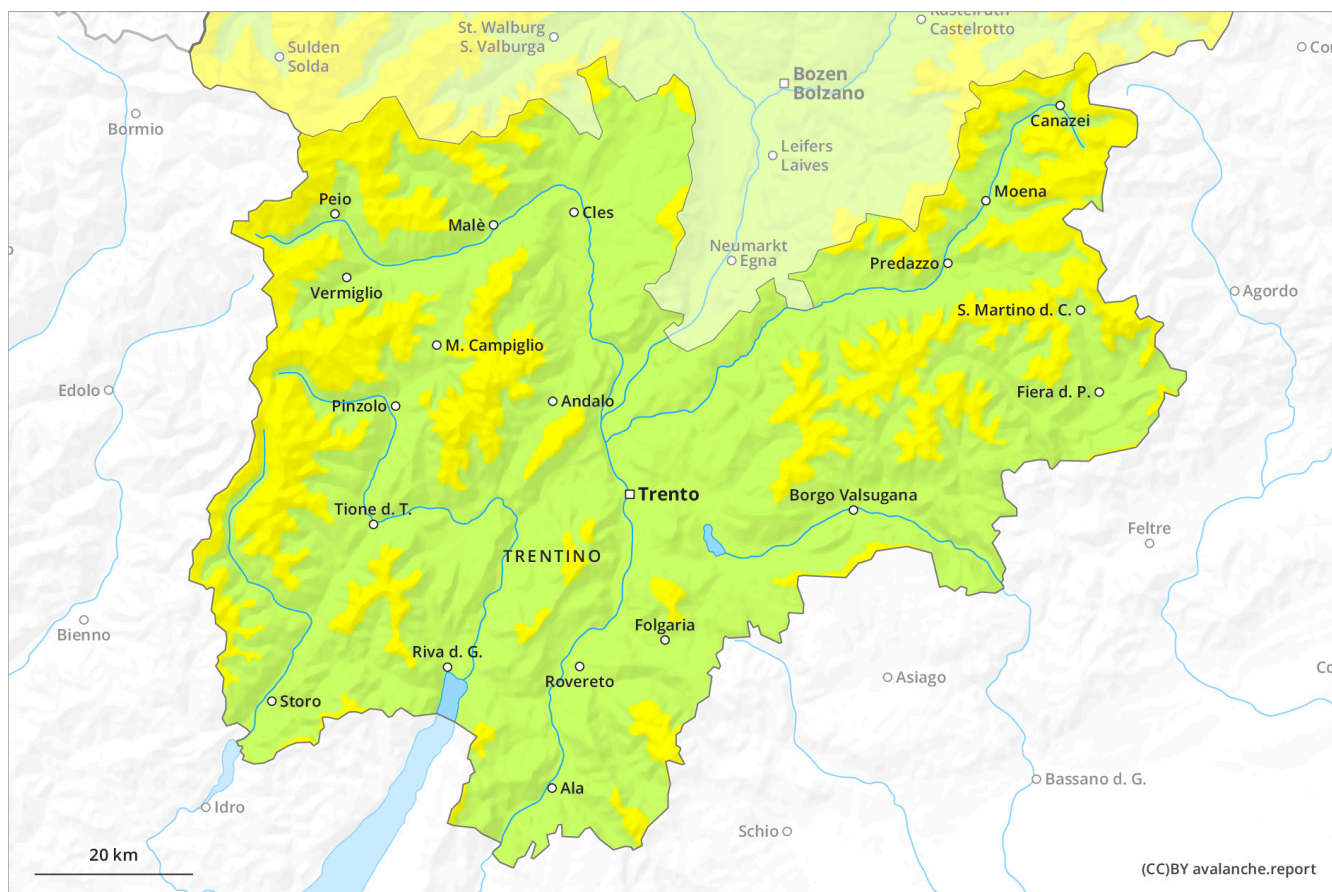 Kastelruth
Castelrotto
St. Walburg
S. Valburga
Sulden
Solda
Bozen
Bolzano
Bormio
Canazei
Leifers
Laives
Peio
Malè
Cles
Moena
Neumarkt
Egna
Predazzo
Vermiglio
Agordo
S. Martino d. C.
M. Campiglio
Edolo
Pinzolo
Andalo
Fiera d. P.
Trento
Borgo Valsugana
Tione d. T.
Feltre
TRENTINO
Bienno
Folgaria
Riva d. G.
Rovereto
Asiago
Storo
Bassano d. G.
Ala
Idro
Schio
20 km
(CC)BY avalanche.report